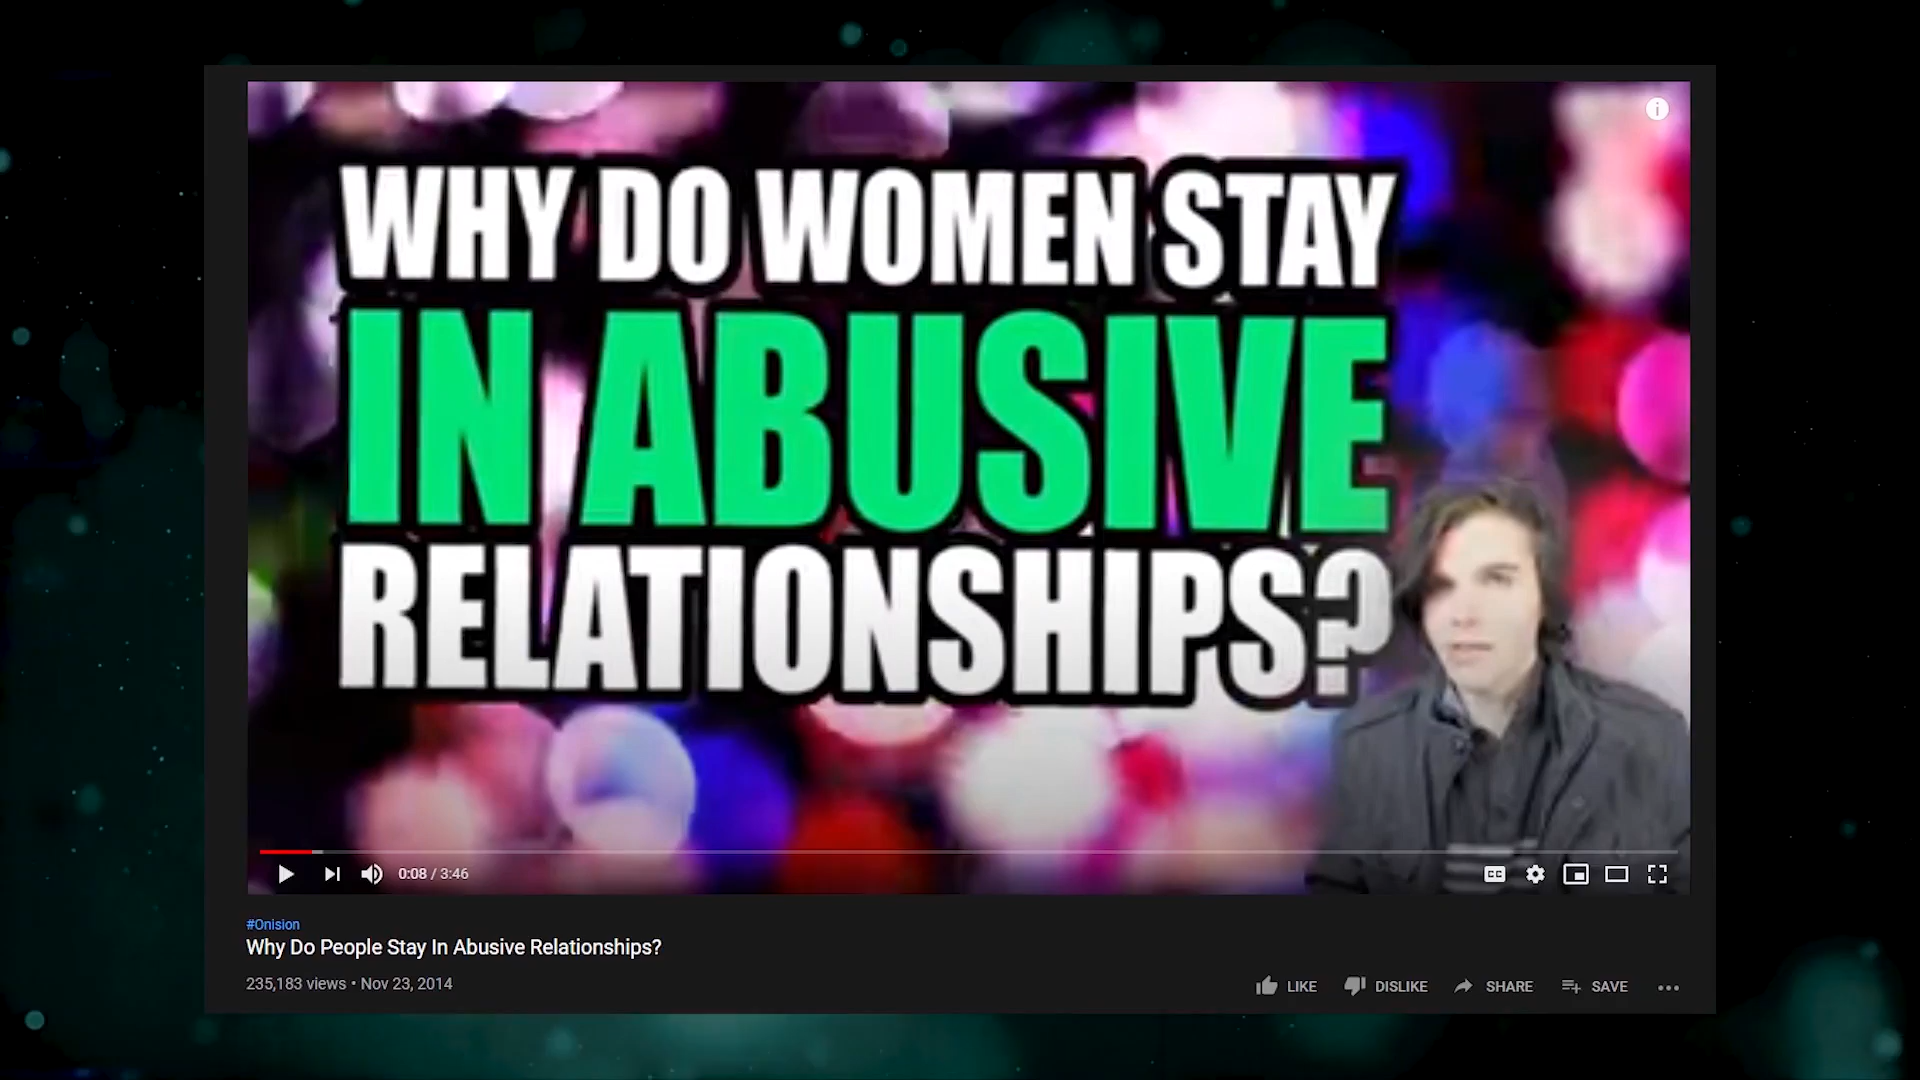 WHY DO WOMEN STAY
IN ABUSIVE
RELATIONSHIPS?
0:08 / 3:46
CC
#Onision
Why Do People Stay In Abusive Relationships?
235,183 views • Nov 23, 2014
LIKE DISLIKE SHARE SAVE